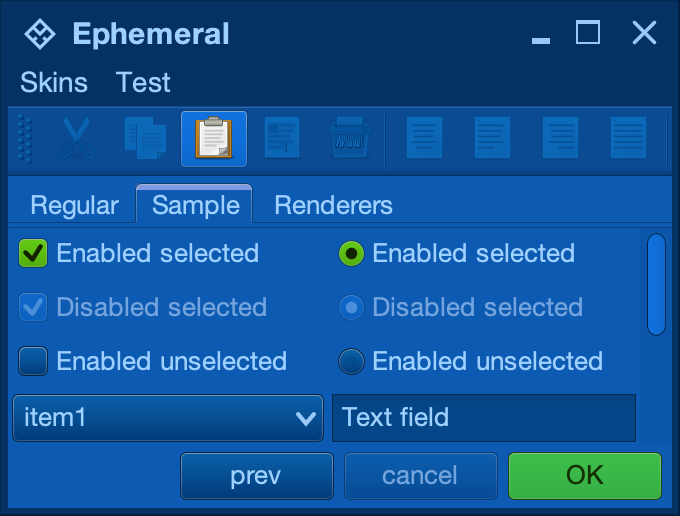 Ephemeral
Skins Test
Regular Sample Renderers
Enabled selected Enabled selected
Disabled selected Disabled selected
Enabled unselected Enabled unselected
item1 Text field
prev cancel OK